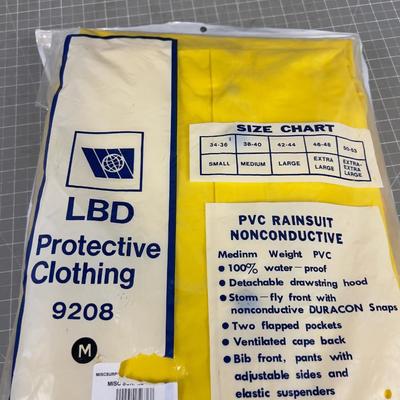 LBD
Protective
Clothing
9208
M
SIZE CHART
34-36 38-40 42-44 46-48 50-53
SMALL MEDIUM LARGE EXTRA LARGE EXTRA-EXTRA LARGE
PVC RAINSUIT
NONCONDUCTIVE
Medinm Weight PVC
● 100% water-proof
● Detachable drawstring hood
● Storm-fly front with
nonconductive DURACON Snaps
● Two flapped pockets
● Ventilated cape back
● Bib front, pants with
adjustable sides and
elastic suspenders